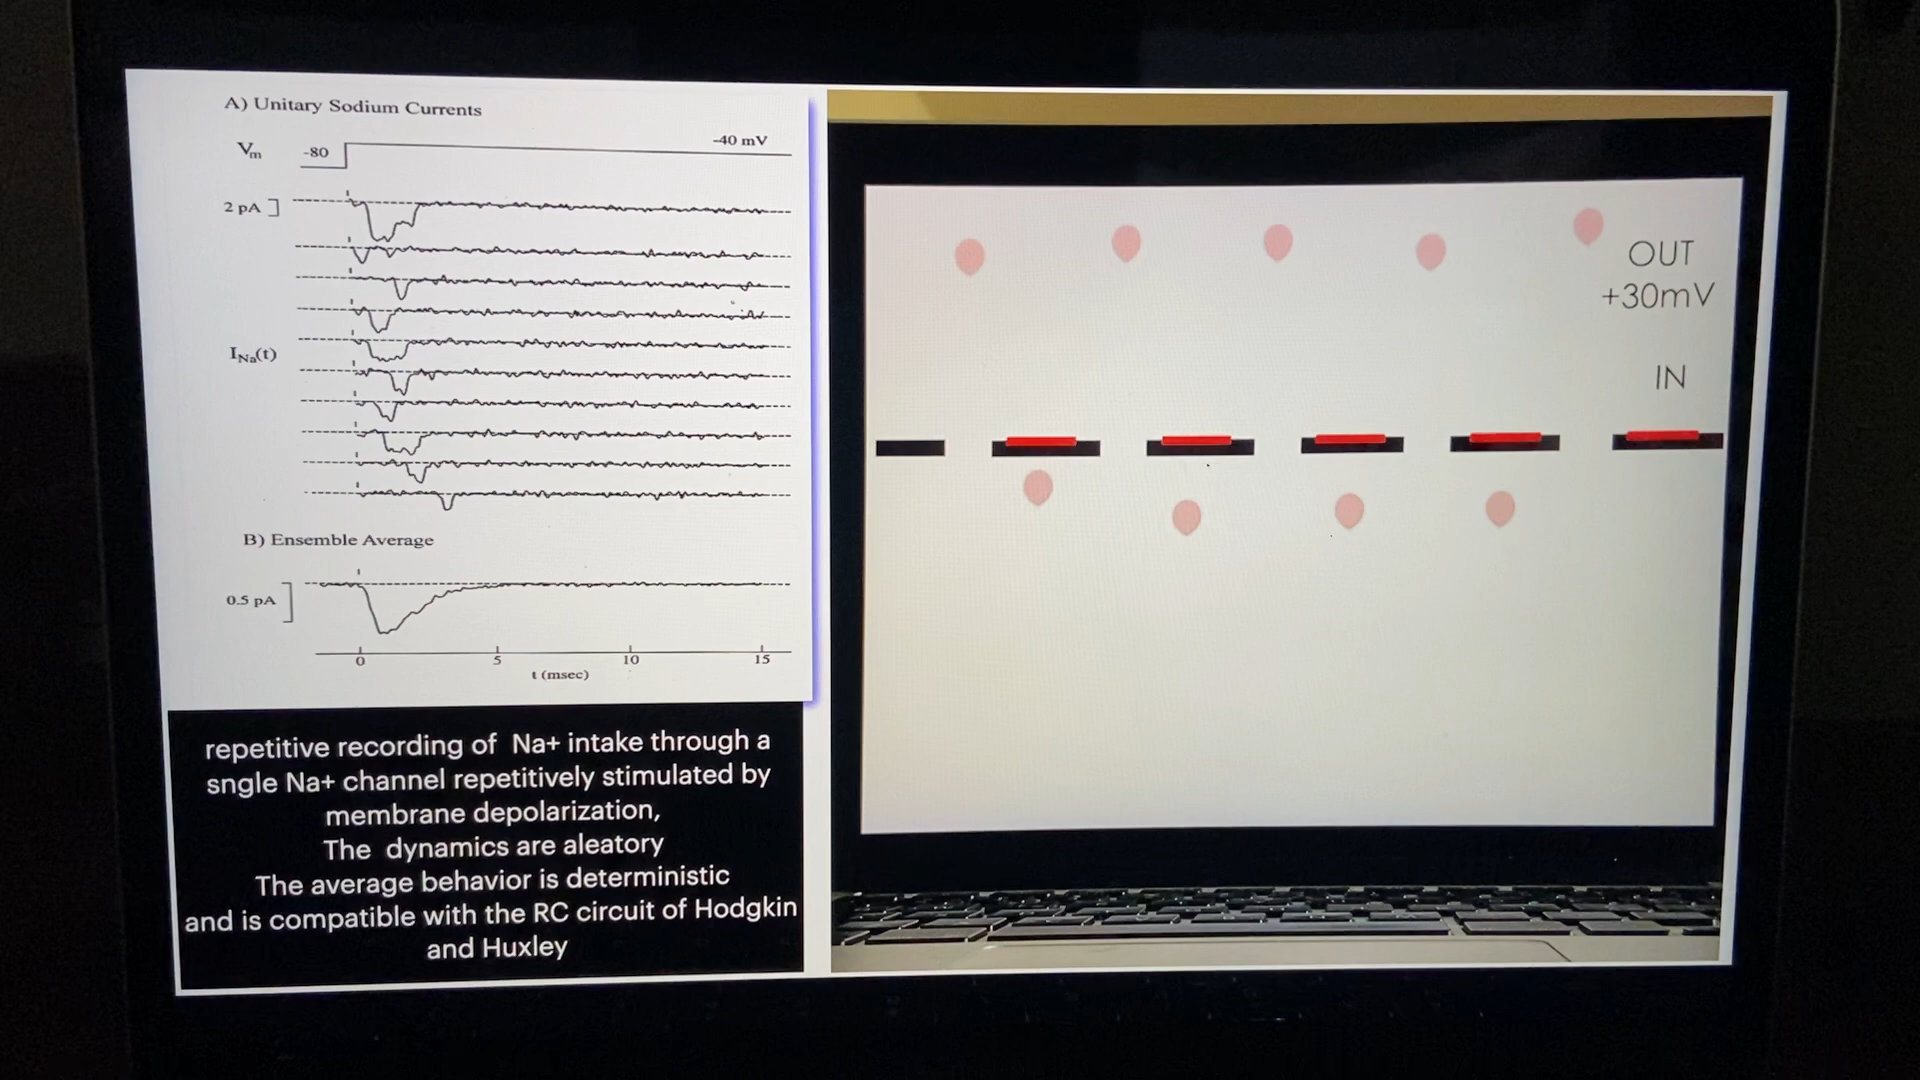 A) Unitary Sodium Currents
Vm
-80
-40 mV
2 pA
INa(t)
B) Ensemble Average
0.5 pA
0
5
10
15
t (msec)
repetitive recording of Na+ intake through a
sngle Na+ channel repetitively stimulated by
membrane depolarization,
The dynamics are aleatory
The average behavior is deterministic
and is compatible with the RC circuit of Hodgkin
and Huxley
OUT
+30mV
IN